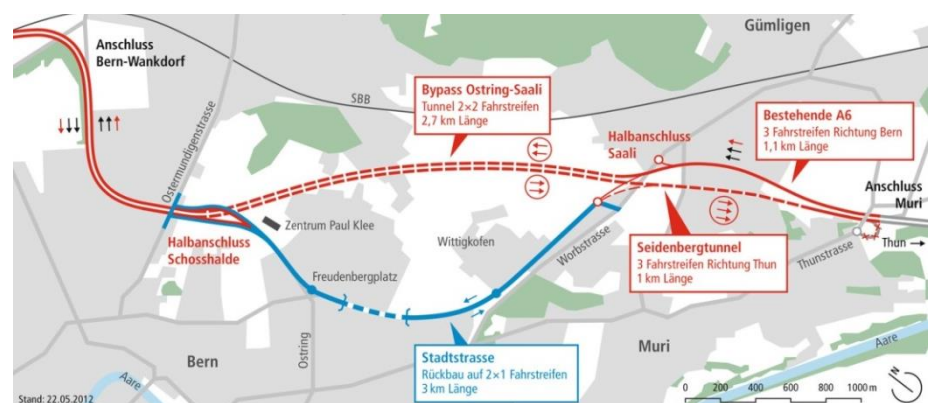 Gümligen
Anschluss
Bern-Wankdorf
Ostermundigenstrasse
SBB
Bypass Ostring-Saali
Tunnel 2×2 Fahrstreifen
2,7 km Länge
Halbanschluss
Saali
Bestehende A6
3 Fahrstreifen Richtung Bern
1,1 km Länge
Anschluss
Muri
Thun →
Halbanschluss
Schosshalde
Zentrum Paul Klee
Wittigkofen
Worbstrasse
Thunstrasse
Freudenbergplatz
Seidenbergtunnel
3 Fahrstreifen Richtung Thun
1 km Länge
Ostring
Bern
Muri
Stadtstrasse
Rückbau auf 2×1 Fahrstreifen
3 km Länge
Aare
Aare
N
0 200 400 600 800 1000 m
Stand: 22.05.2012